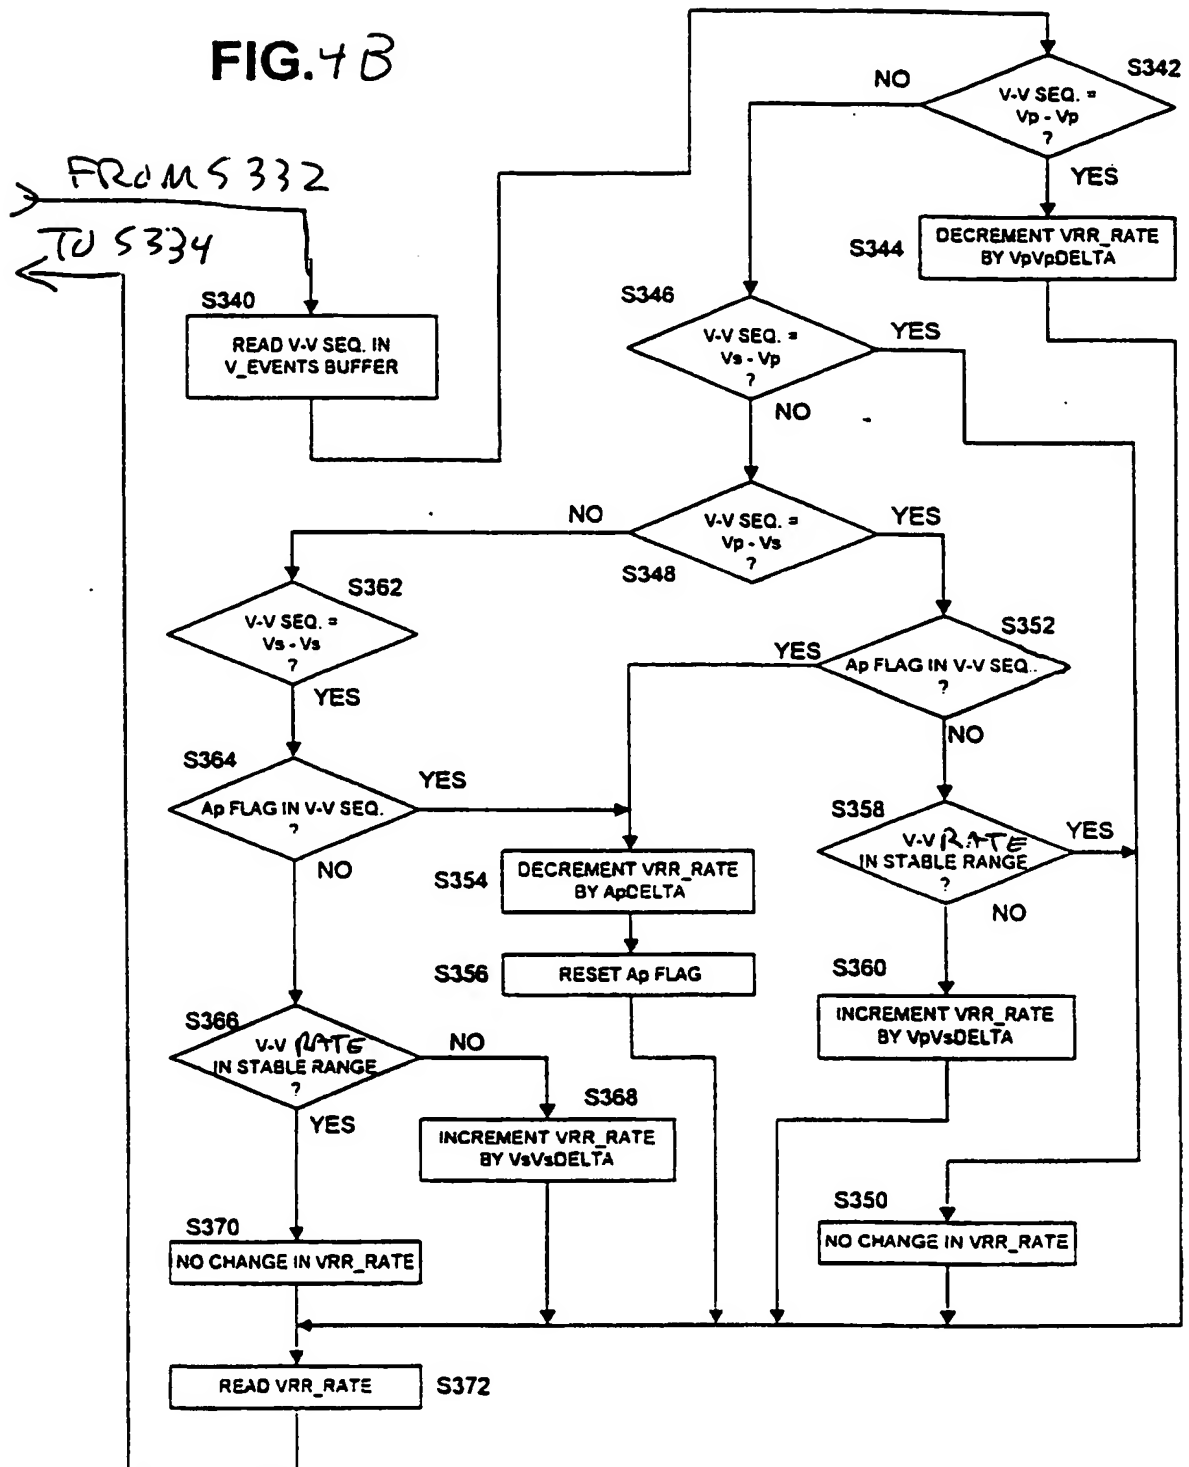 FIG. 4B
FROM S332
TO S334
S340
READ V-V SEQ. IN
V_EVENTS BUFFER
S342
V-V SEQ. =
Vp - Vp
?
NO
YES
S344
DECREMENT VRR_RATE
BY VpVpDELTA
S346
V-V SEQ. =
Vs - Vp
?
YES
NO
S348
V-V SEQ. =
Vp - Vs
?
NO
YES
S362
V-V SEQ. =
Vs - Vs
?
YES
S352
Ap FLAG IN V-V SEQ..
?
YES
NO
S364
Ap FLAG IN V-V SEQ.
?
YES
NO
S354
DECREMENT VRR_RATE
BY ApDELTA
S356
RESET Ap FLAG
S358
V-V RATE
IN STABLE RANGE
?
YES
NO
S360
INCREMENT VRR_RATE
BY VpVsDELTA
S366
V-V RATE
IN STABLE RANGE
?
NO
YES
S368
INCREMENT VRR_RATE
BY VsVsDELTA
S370
NO CHANGE IN VRR_RATE
S350
NO CHANGE IN VRR_RATE
READ VRR_RATE
S372